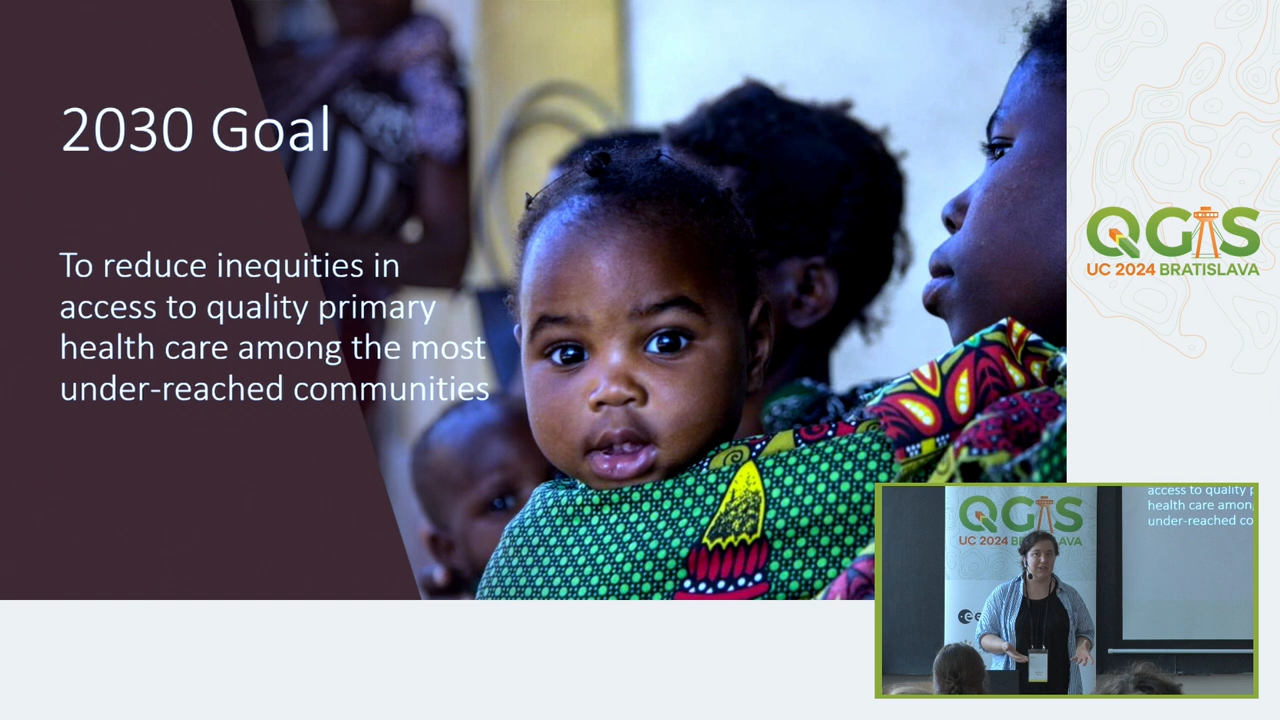 2030 Goal
To reduce inequities in
access to quality primary
health care among the most
under-reached communities
QGIS
UC 2024 BRATISLAVA
access to quality p
health care among
under-reached co
QGIS
UC 2024 BRATISLAVA